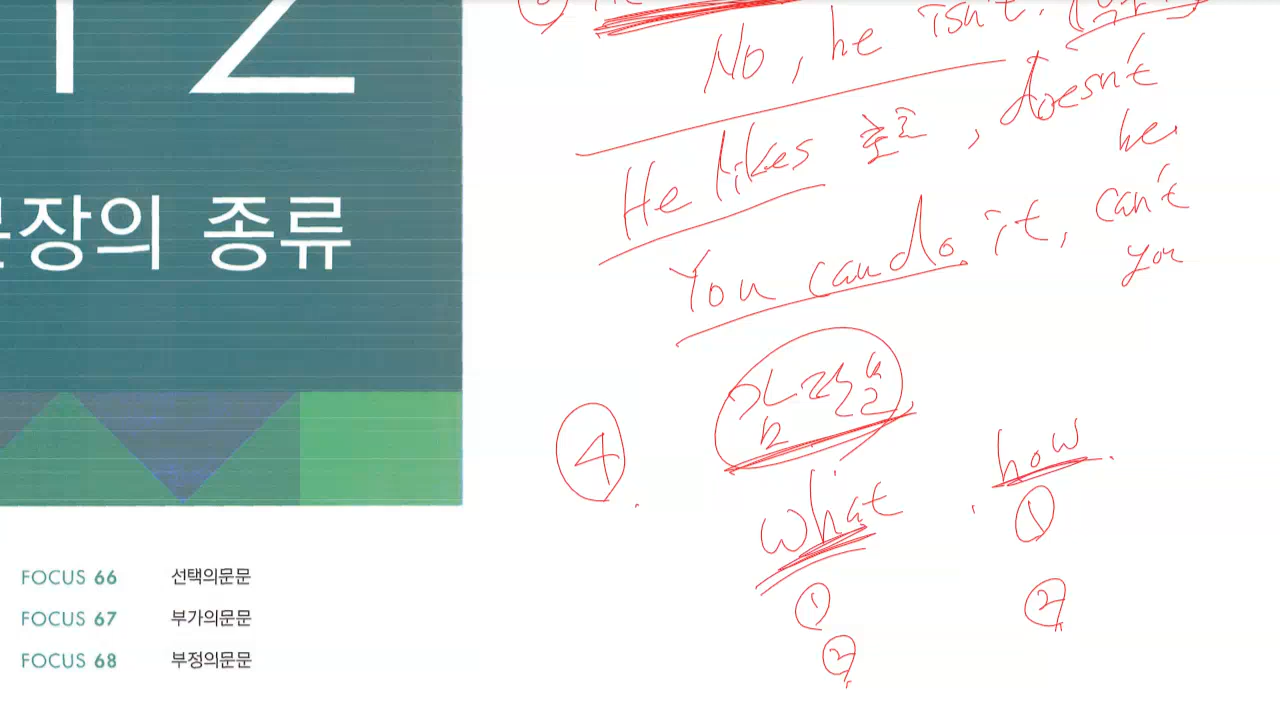 12
No, he isn't.
He likes 초코, doesn't he
You can do it, can't you
감탄문
4.
what . how
① ①
② ②
문장의 종류
FOCUS 66 선택의문문
FOCUS 67 부가의문문
FOCUS 68 부정의문문